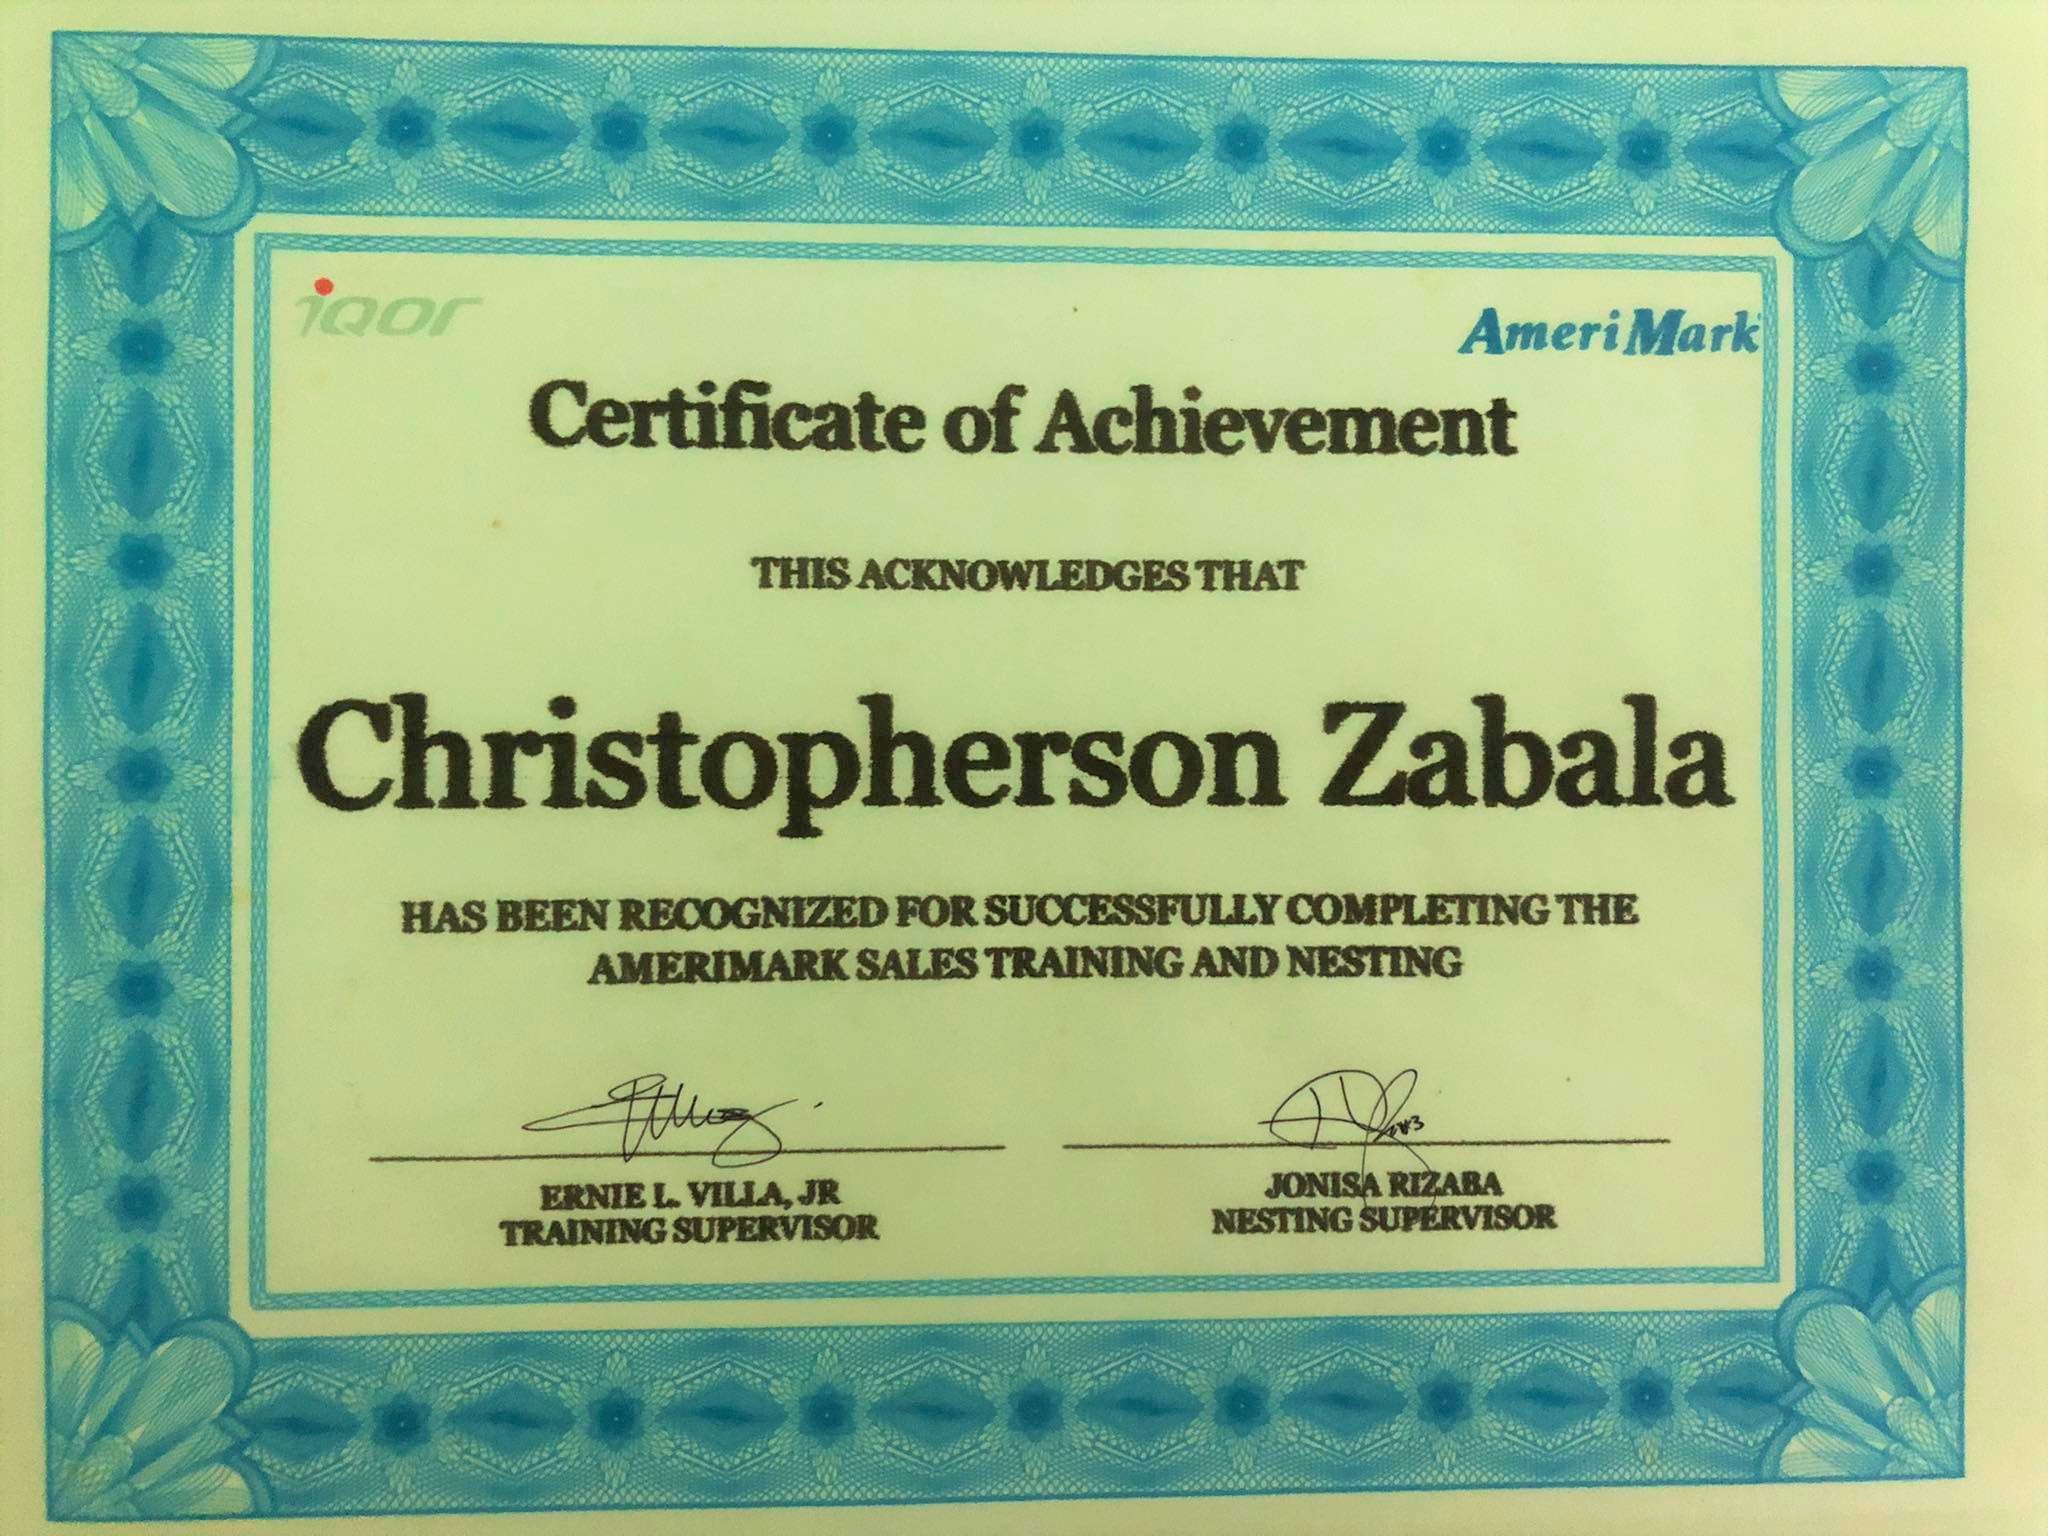 iQor
AmeriMark
Certificate of Achievement
THIS ACKNOWLEDGES THAT
Christopherson Zabala
HAS BEEN RECOGNIZED FOR SUCCESSFULLY COMPLETING THE
AMERIMARK SALES TRAINING AND NESTING
ERNIE L. VILLA, JR
TRAINING SUPERVISOR
JONISA RIZABA
NESTING SUPERVISOR